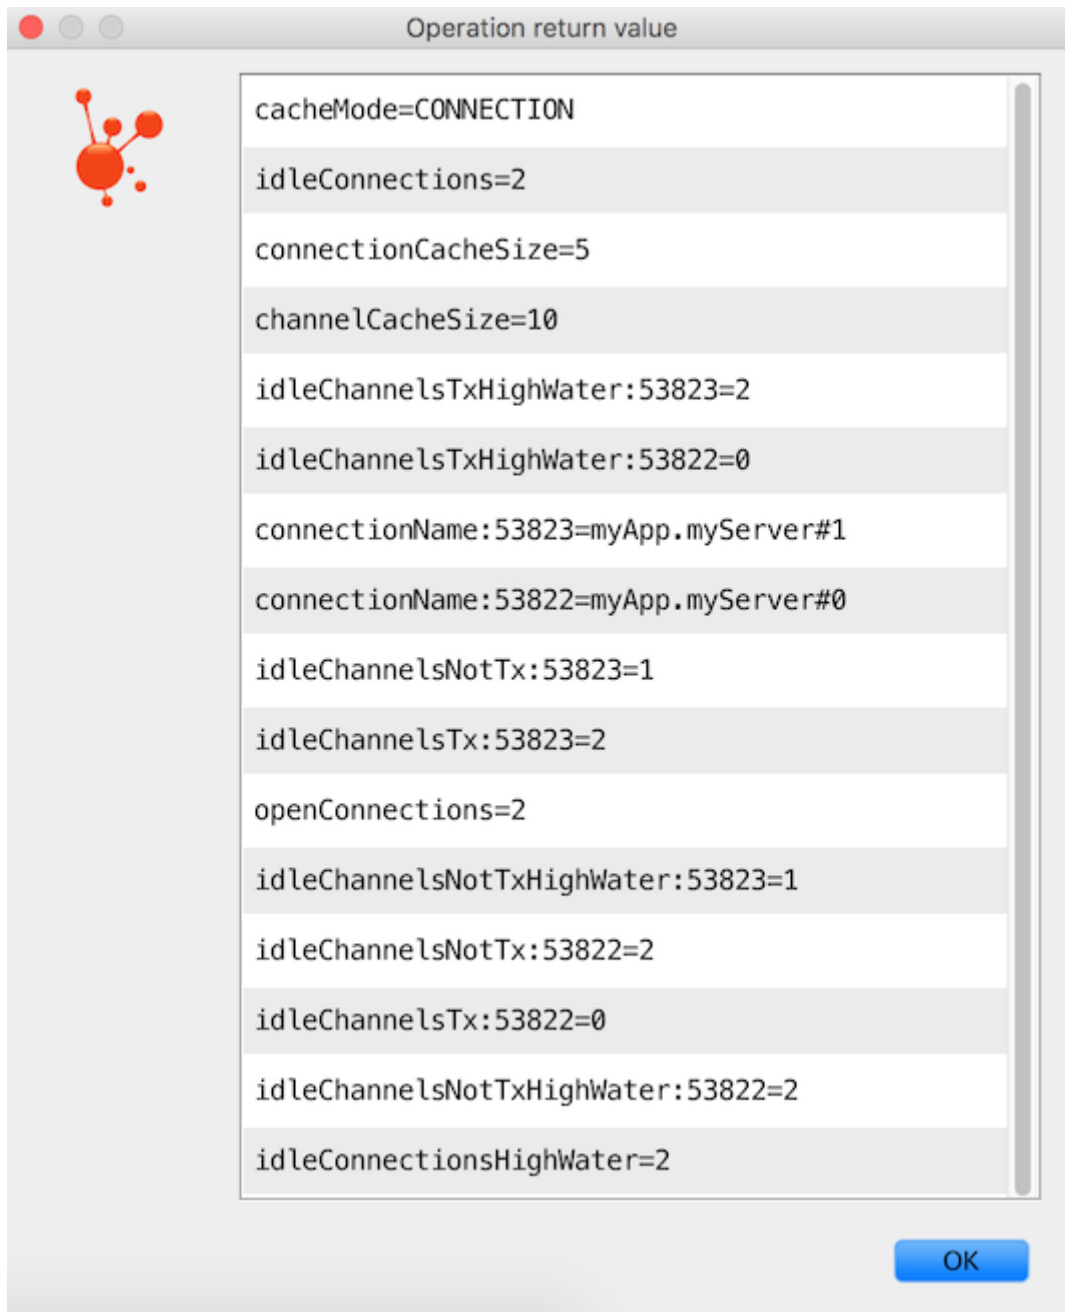 Operation return value
cacheMode=CONNECTION
idleConnections=2
connectionCacheSize=5
channelCacheSize=10
idleChannelsTxHighWater:53823=2
idleChannelsTxHighWater:53822=0
connectionName:53823=myApp.myServer#1
connectionName:53822=myApp.myServer#0
idleChannelsNotTx:53823=1
idleChannelsTx:53823=2
openConnections=2
idleChannelsNotTxHighWater:53823=1
idleChannelsNotTx:53822=2
idleChannelsTx:53822=0
idleChannelsNotTxHighWater:53822=2
idleConnectionsHighWater=2
OK